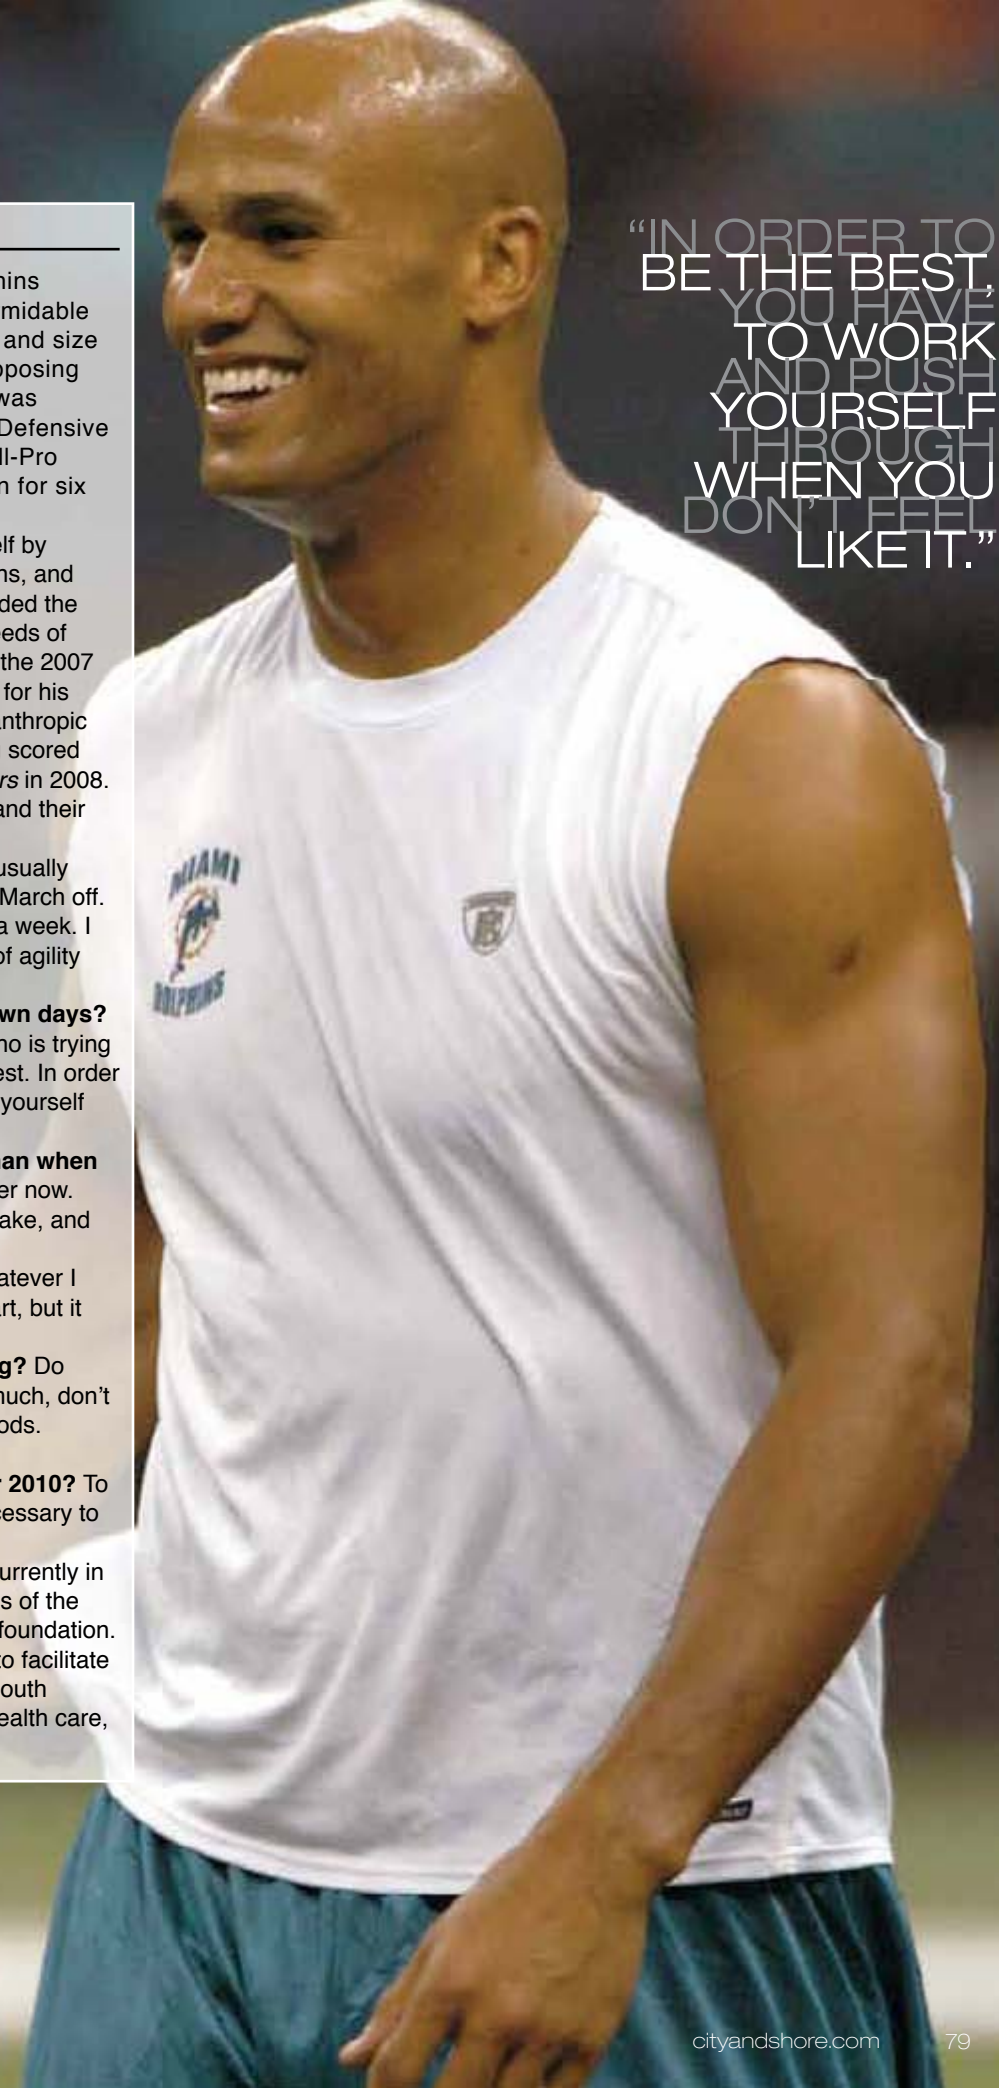 midable
and size
pposing
was
Defensive
ll-Pro
n for six
elf by
ns, and
ded the
eds of
the 2007
for his
anthropic
scored
rs in 2008.
and their
usually
March off.
a week. I
of agility
wn days?
ho is trying
est. In order
yourself
an when
er now.
ake, and
atever I
rt, but it
g? Do
much, don't
ods.
r 2010? To
cessary to
urrently in
s of the
foundation.
to facilitate
outh
ealth care,
“IN ORDER TO
BE THE BEST,
YOU HAVE
TO WORK
AND PUSH
YOURSELF
THROUGH
WHEN YOU
DON'T FEEL
LIKE IT.”
MIAMI
DOLPHINS
cityandshore.com 79